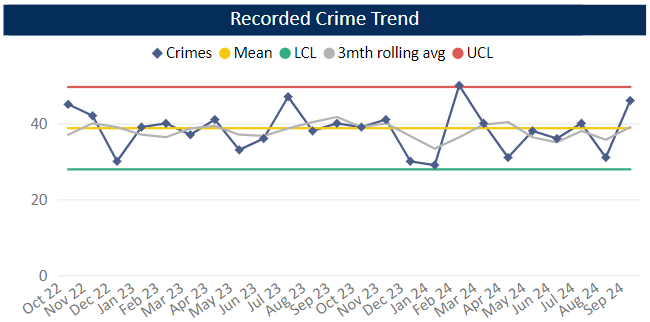 Recorded Crime Trend
Crimes Mean LCL 3mth rolling avg UCL
40
20
0
Oct 22 Nov 22 Dec 22 Jan 23 Feb 23 Mar 23 Apr 23 May 23 Jun 23 Jul 23 Aug 23 Sep 23 Oct 23 Nov 23 Dec 23 Jan 24 Feb 24 Mar 24 Apr 24 May 24 Jun 24 Jul 24 Aug 24 Sep 24